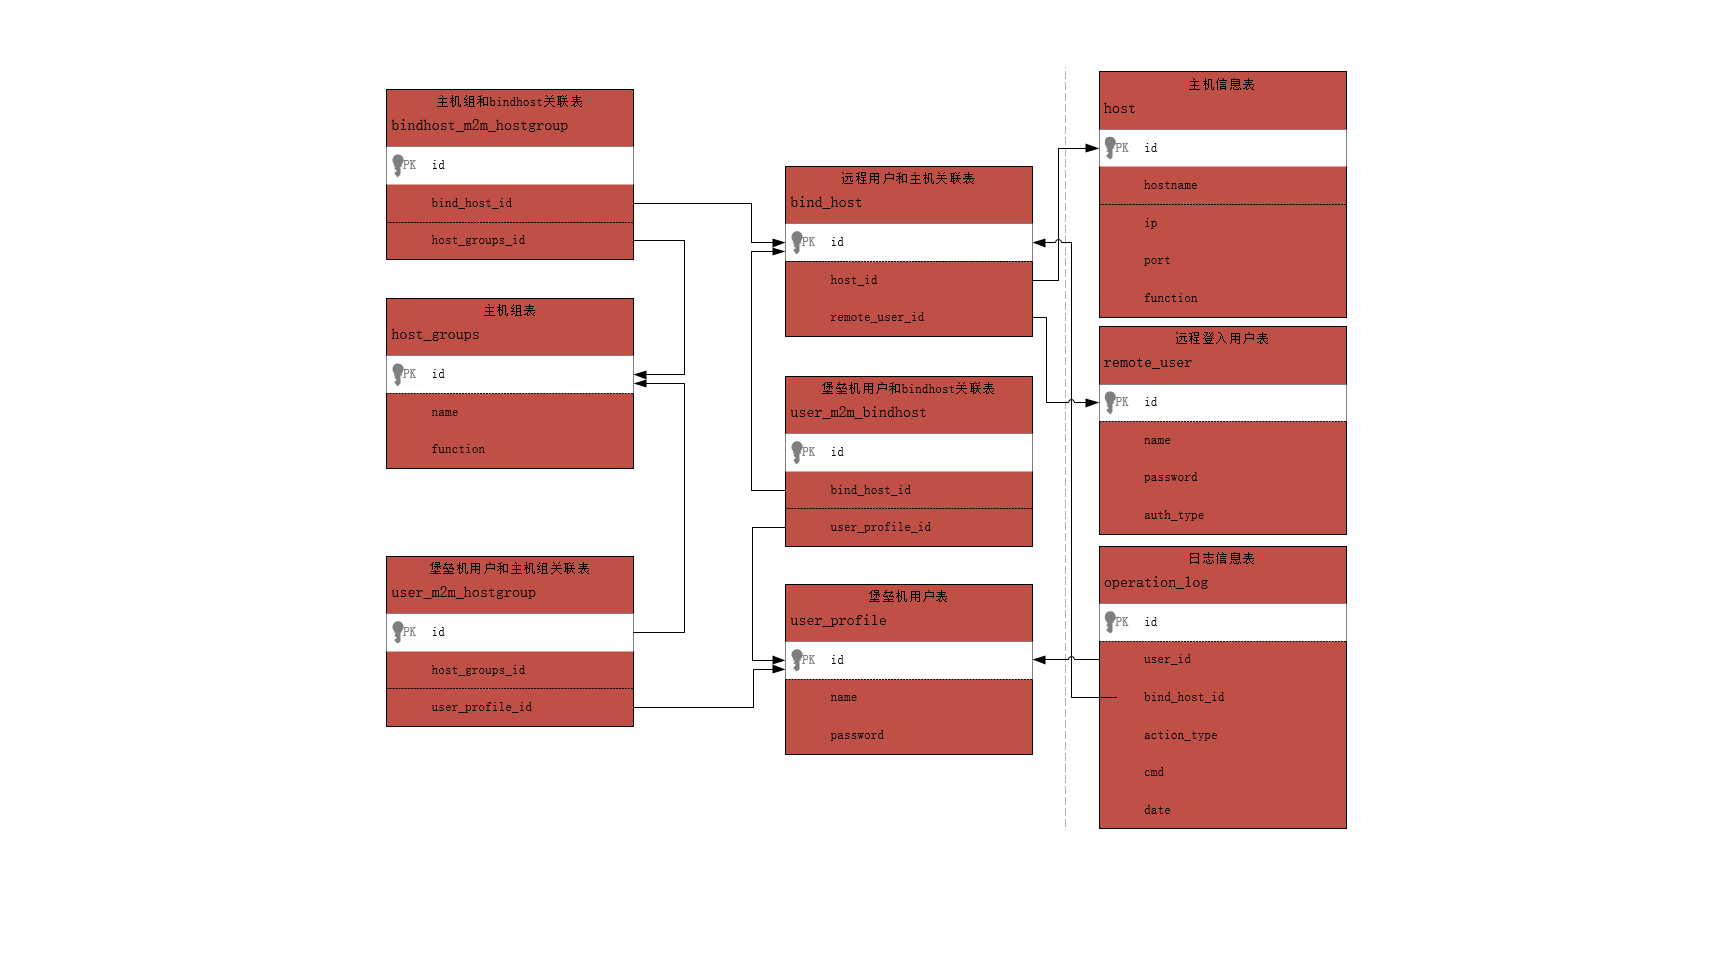 主机组和bindhost关联表
bindhost_m2m_hostgroup
PK id
bind_host_id
host_groups_id
主机组表
host_groups
PK id
name
function
堡垒机用户和主机组关联表
user_m2m_hostgroup
PK id
host_groups_id
user_profile_id
远程用户和主机关联表
bind_host
PK id
host_id
remote_user_id
堡垒机用户和bindhost关联表
user_m2m_bindhost
PK id
bind_host_id
user_profile_id
堡垒机用户表
user_profile
PK id
name
password
主机信息表
host
PK id
hostname
ip
port
function
远程登入用户表
remote_user
PK id
name
password
auth_type
日志信息表
operation_log
PK id
user_id
bind_host_id
action_type
cmd
date